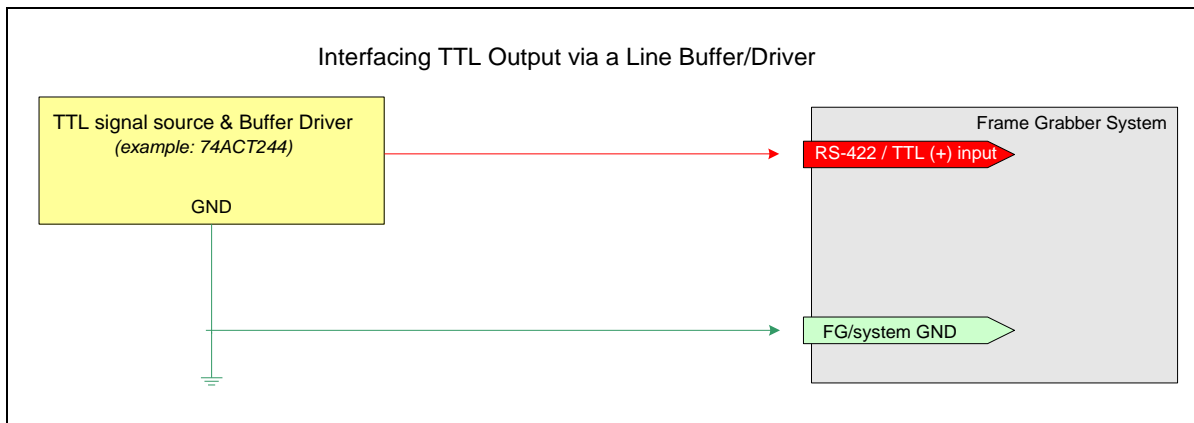 Interfacing TTL Output via a Line Buffer/Driver
TTL signal source & Buffer Driver
(example: 74ACT244)
GND
Frame Grabber System
RS-422 / TTL (+) input
FG/system GND